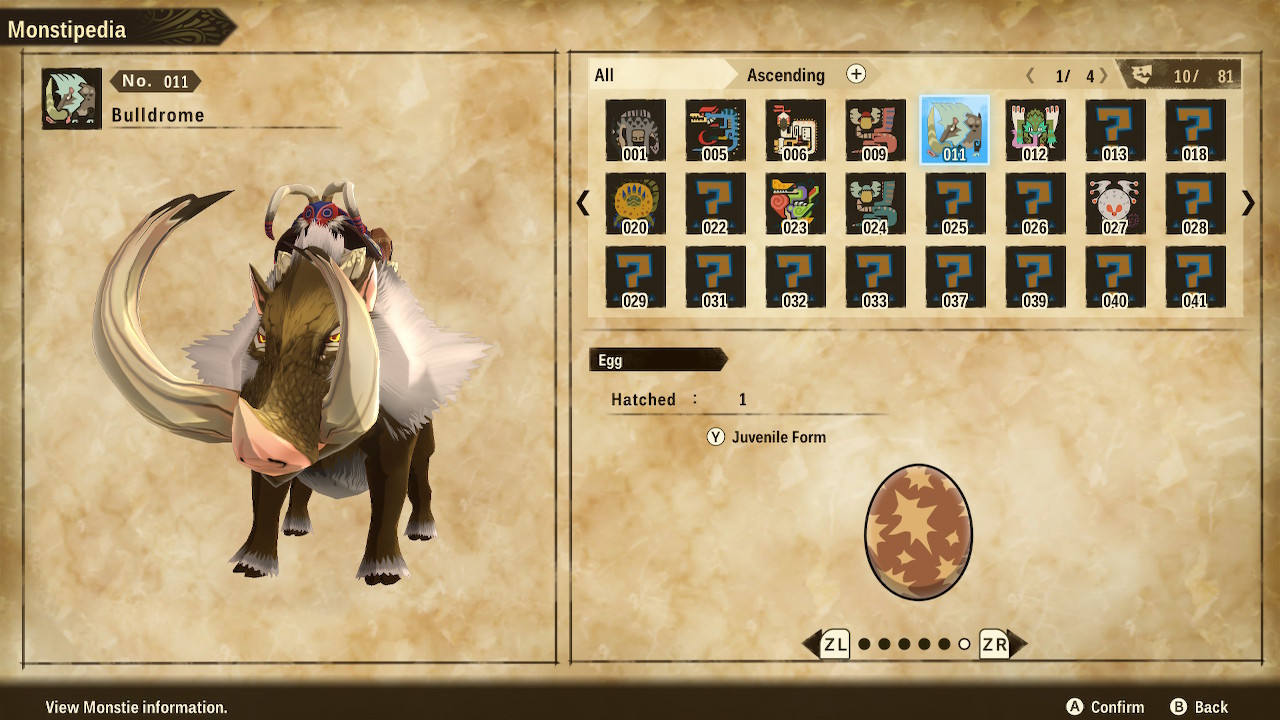 Monstipedia
No. 011
Bulldrome
All Ascending + 1/ 4 10/ 81
001 005 006 009 011 012 013 018
020 022 023 024 025 026 027 028
029 031 032 033 037 039 040 041
Egg
Hatched : 1
Y Juvenile Form
ZL ZR
View Monstie information.
A Confirm B Back